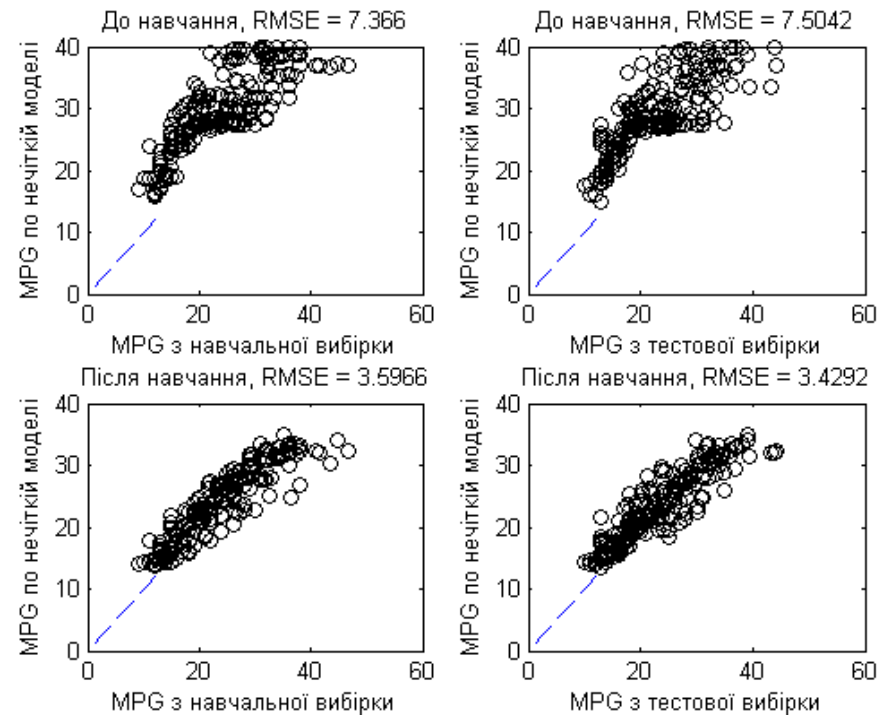 До навчання, RMSE = 7.366
MPG по нечіткій моделі
40
30
20
10
0
0 20 40 60
MPG з навчальної вибірки
До навчання, RMSE = 7.5042
MPG по нечіткій моделі
40
30
20
10
0
0 20 40 60
MPG з тестової вибірки
Після навчання, RMSE = 3.5966
MPG по нечіткій моделі
40
30
20
10
0
0 20 40 60
MPG з навчальної вибірки
Після навчання, RMSE = 3.4292
MPG по нечіткій моделі
40
30
20
10
0
0 20 40 60
MPG з тестової вибірки